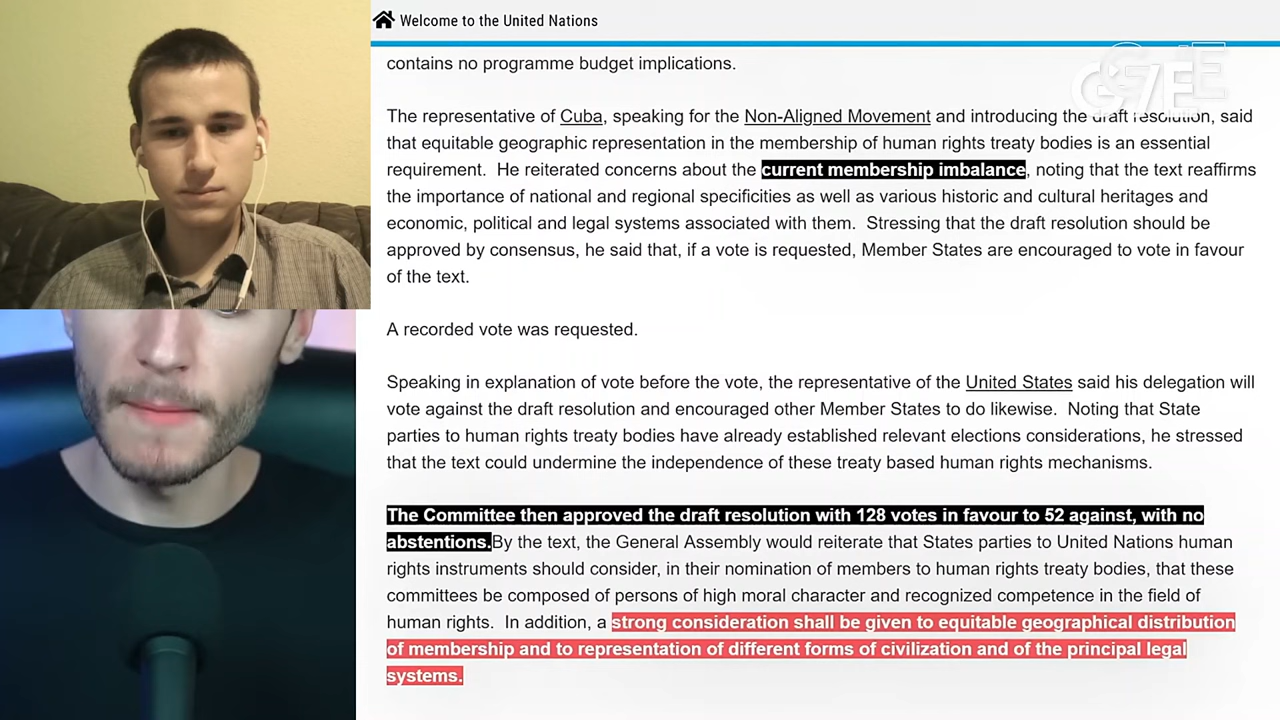 Welcome to the United Nations
contains no programme budget implications.
The representative of Cuba, speaking for the Non-Aligned Movement and introducing the draft resolution, said
that equitable geographic representation in the membership of human rights treaty bodies is an essential
requirement.  He reiterated concerns about the current membership imbalance, noting that the text reaffirms
the importance of national and regional specificities as well as various historic and cultural heritages and
economic, political and legal systems associated with them.  Stressing that the draft resolution should be
approved by consensus, he said that, if a vote is requested, Member States are encouraged to vote in favour
of the text.
A recorded vote was requested.
Speaking in explanation of vote before the vote, the representative of the United States said his delegation will
vote against the draft resolution and encouraged other Member States to do likewise.  Noting that State
parties to human rights treaty bodies have already established relevant elections considerations, he stressed
that the text could undermine the independence of these treaty based human rights mechanisms.
The Committee then approved the draft resolution with 128 votes in favour to 52 against, with no
abstentions.By the text, the General Assembly would reiterate that States parties to United Nations human
rights instruments should consider, in their nomination of members to human rights treaty bodies, that these
committees be composed of persons of high moral character and recognized competence in the field of
human rights.  In addition, a strong consideration shall be given to equitable geographical distribution
of membership and to representation of different forms of civilization and of the principal legal
systems.